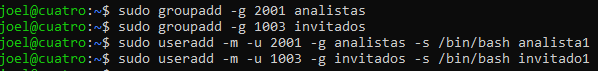 joel@cuatro:~$ sudo groupadd -g 2001 analistas
joel@cuatro:~$ sudo groupadd -g 1003 invitados
joel@cuatro:~$ sudo useradd -m -u 2001 -g analistas -s /bin/bash analista1
joel@cuatro:~$ sudo useradd -m -u 1003 -g invitados -s /bin/bash invitado1